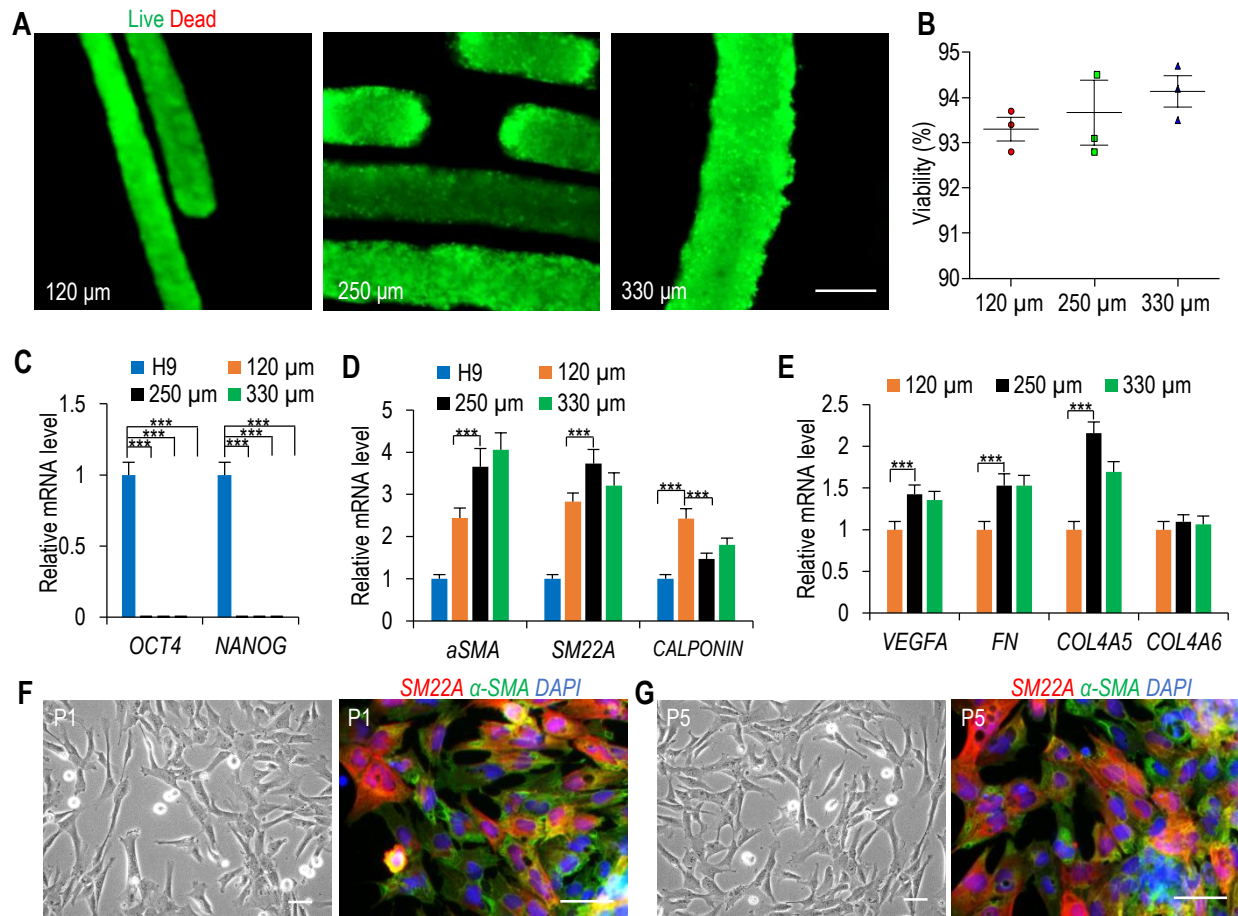 A
Live Dead
120 µm
250 µm
330 µm
B
Viability (%)
95
94
93
92
91
90
120 µm
250 µm
330 µm
C
H9
120 µm
250 µm
330 µm
Relative mRNA level
1.5
1
0.5
0
***
***
***
***
***
***
OCT4
NANOG
D
H9
120 µm
250 µm
330 µm
Relative mRNA level
5
4
3
2
1
0
***
***
***
***
aSMA
SM22A
CALPONIN
E
120 µm
250 µm
330 µm
Relative mRNA level
2.5
2
1.5
1
0.5
0
***
***
***
VEGFA
FN
COL4A5
COL4A6
F
P1
SM22A α-SMA DAPI
P1
G
P5
SM22A α-SMA DAPI
P5